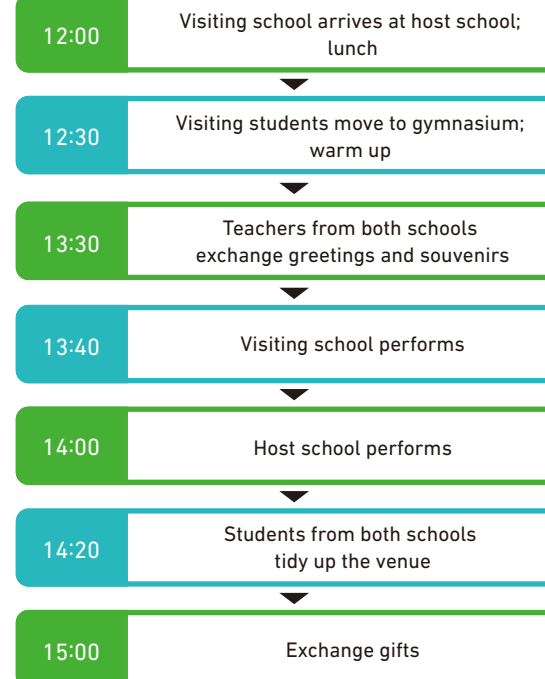 12:00
Visiting school arrives at host school;
lunch
12:30
Visiting students move to gymnasium;
warm up
13:30
Teachers from both schools
exchange greetings and souvenirs
13:40
Visiting school performs
14:00
Host school performs
14:20
Students from both schools
tidy up the venue
15:00
Exchange gifts